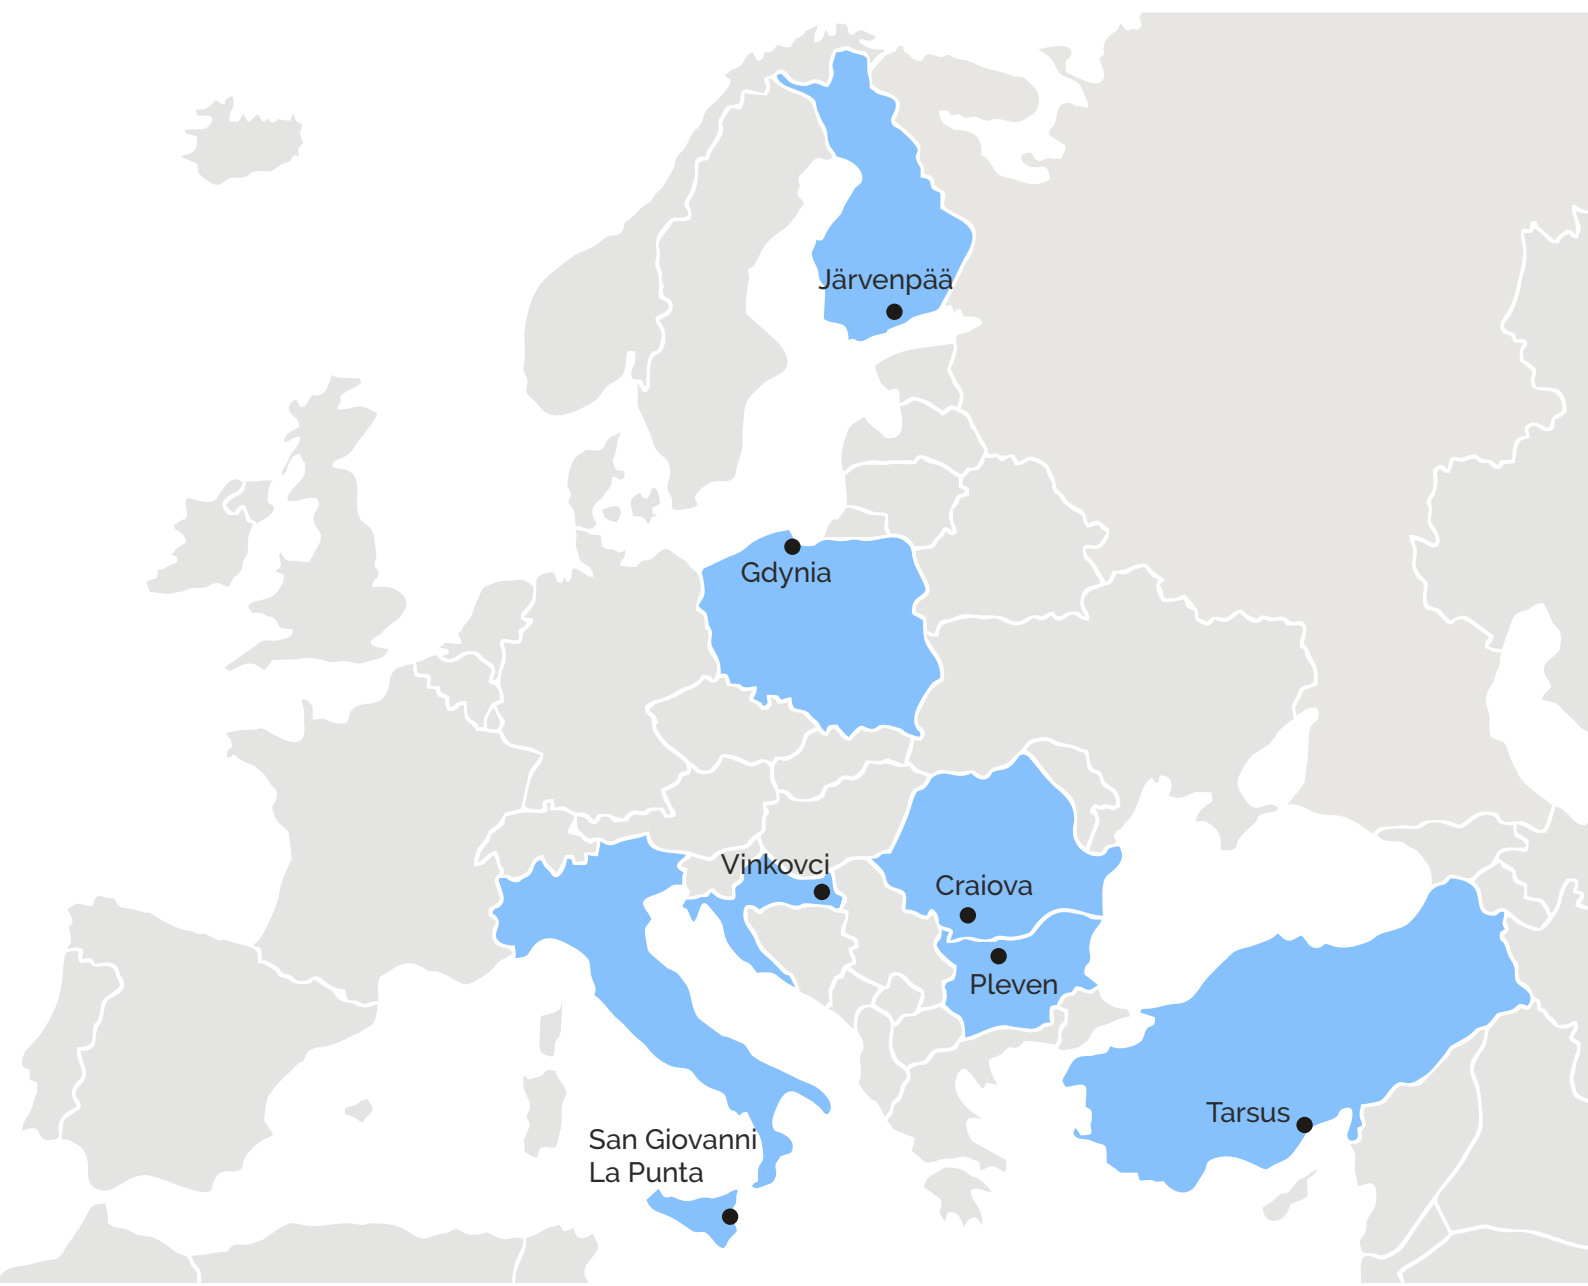 Järvenpää
Gdynia
Vinkovci
Craiova
Pleven
Tarsus
San Giovanni
La Punta